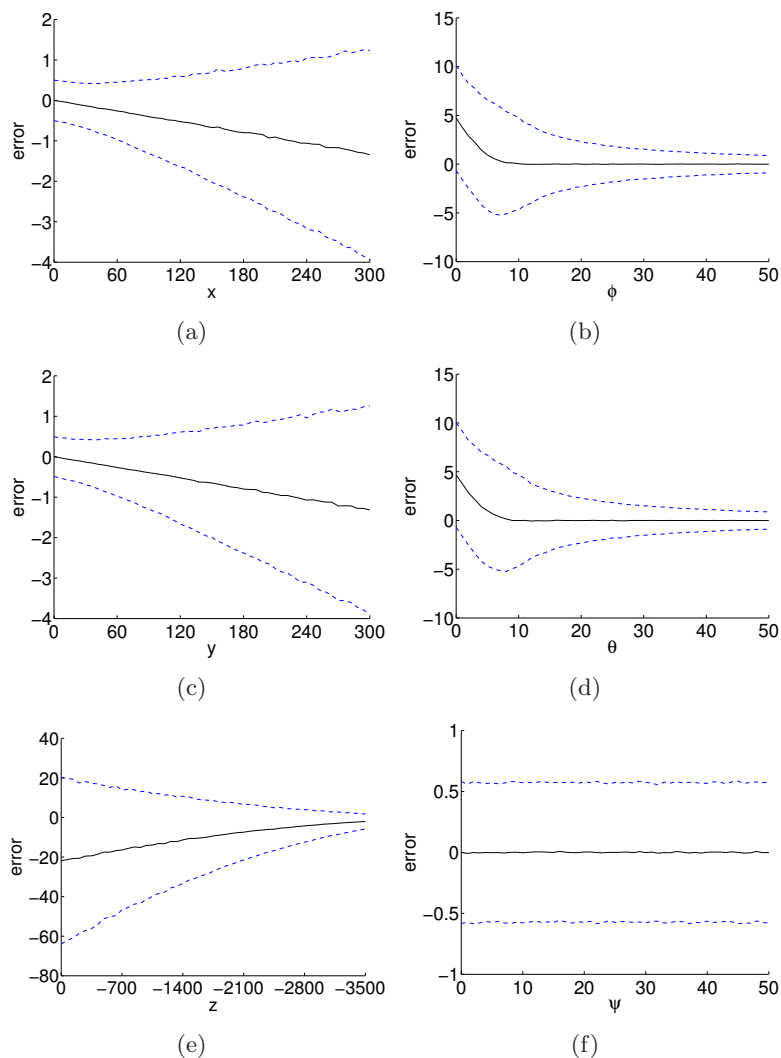 2
1
0
−1
−2
−3
−4
error
0 60 120 180 240 300
x
(a)
15
10
5
0
−5
−10
error
0 10 20 30 40 50
ϕ
(b)
2
1
0
−1
−2
−3
−4
error
0 60 120 180 240 300
y
(c)
15
10
5
0
−5
−10
error
0 10 20 30 40 50
θ
(d)
40
20
0
−20
−40
−60
−80
error
0 −700 −1400 −2100 −2800 −3500
z
(e)
1
0.5
0
−0.5
−1
error
0 10 20 30 40 50
ψ
(f)